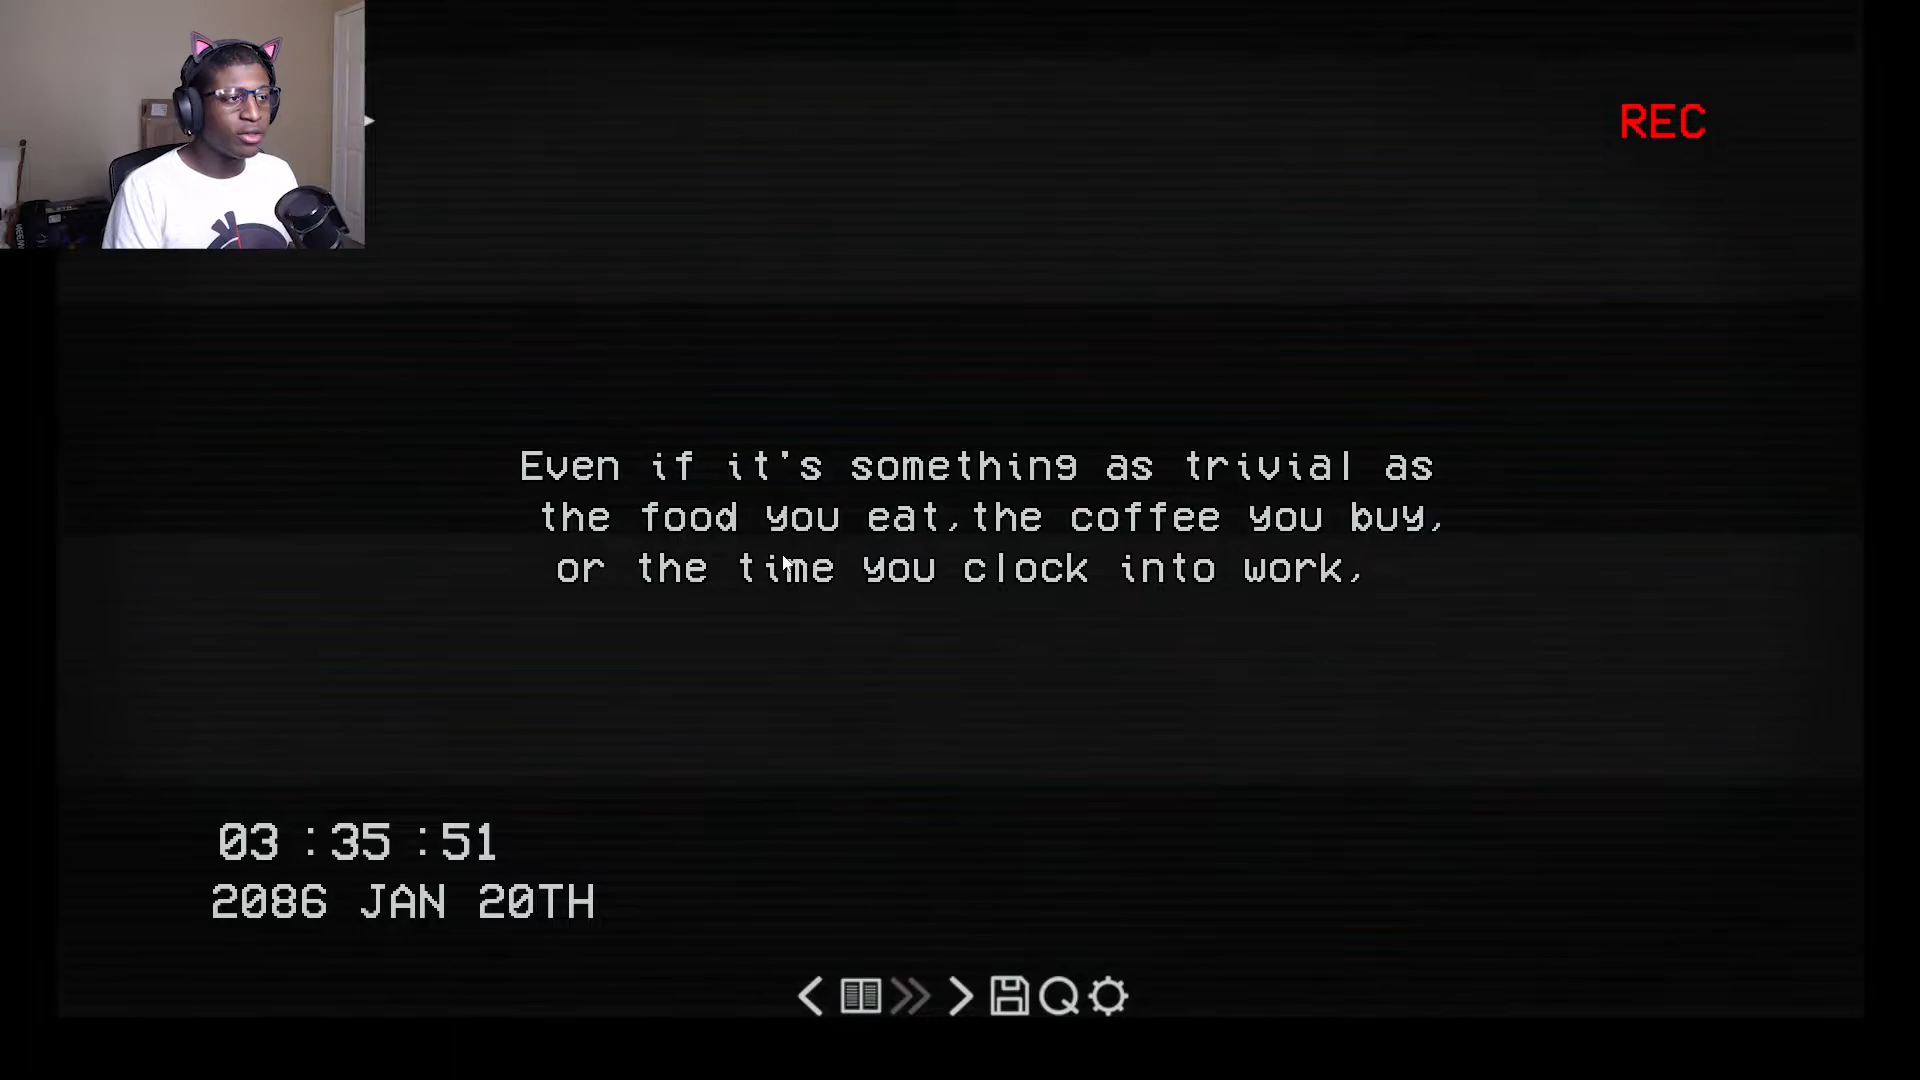 REC
Even if it's something as trivial as
the food you eat,the coffee you buy,
or the time you clock into work,
03 :35 :51
2086 JAN 20TH